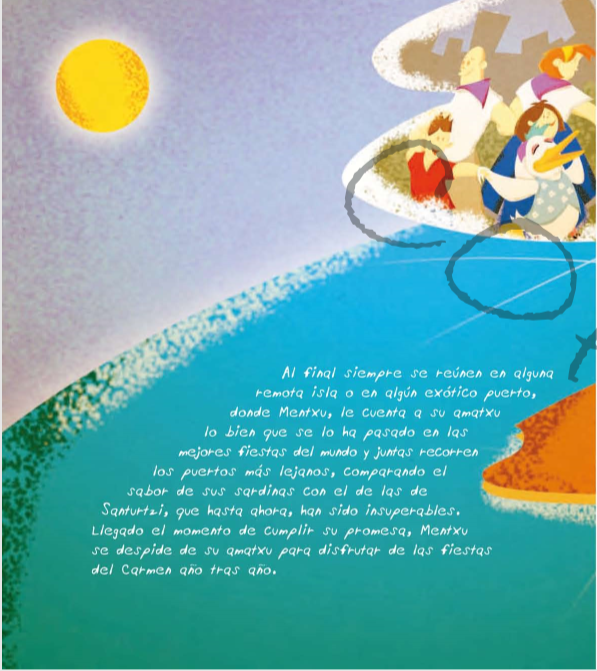 Al final siempre se reúnen en alguna
remota isla o en algún exótico puerto,
donde Mentxu, le cuenta a su amatxu
lo bien que se lo ha pasado en las
mejores fiestas del mundo y juntas recorren
los puertos más lejanos, comparando el
sabor de sus sardinas con el de las de
Santurtzi, que hasta ahora, han sido insuperables.
Llegado el momento de cumplir su promesa, Mentxu
se despide de su amatxu para disfrutar de las fiestas
del Carmen año tras año.